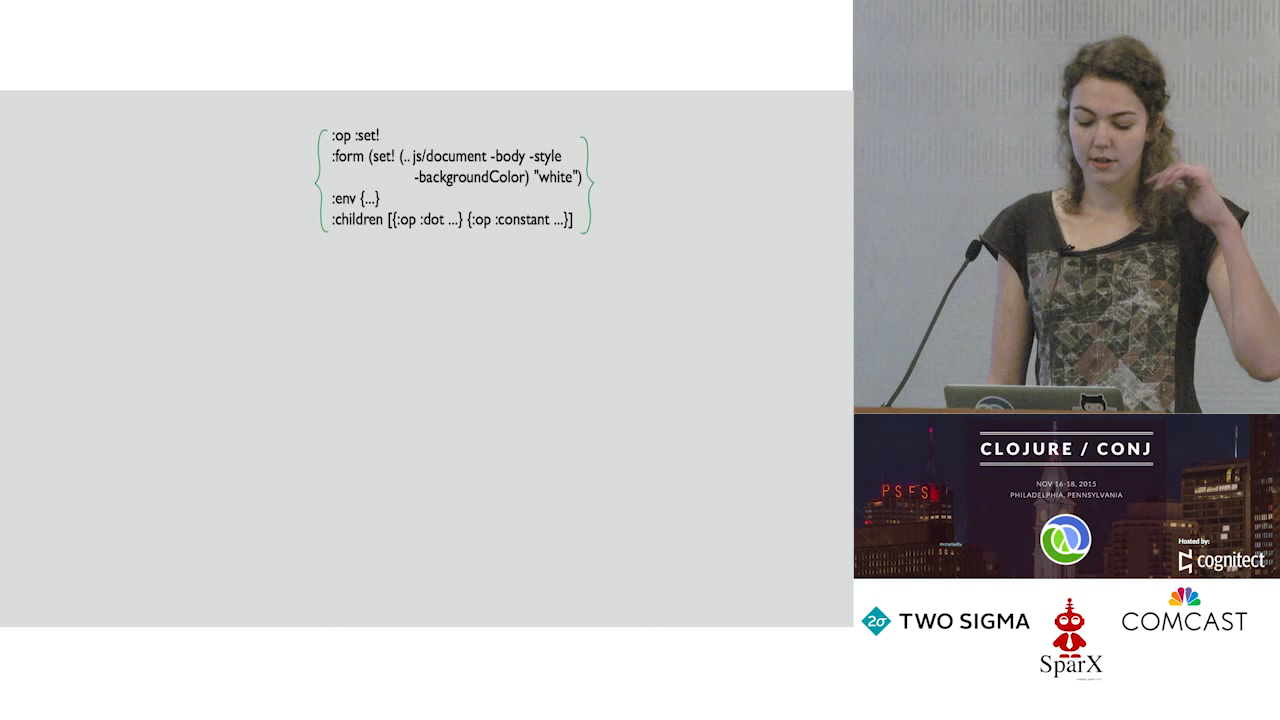 :op :set!
:form (set! (.. js/document -body -style
-backgroundColor) "white")
:env {...}
:children [{:op :dot ...} {:op :constant ...}]
CLOJURE / CONJ
NOV 16-18, 2015
PHILADELPHIA, PENNSYLVANIA
PSFS
Hosted by:
cognitect
2σ TWO SIGMA
SparX
COMCAST